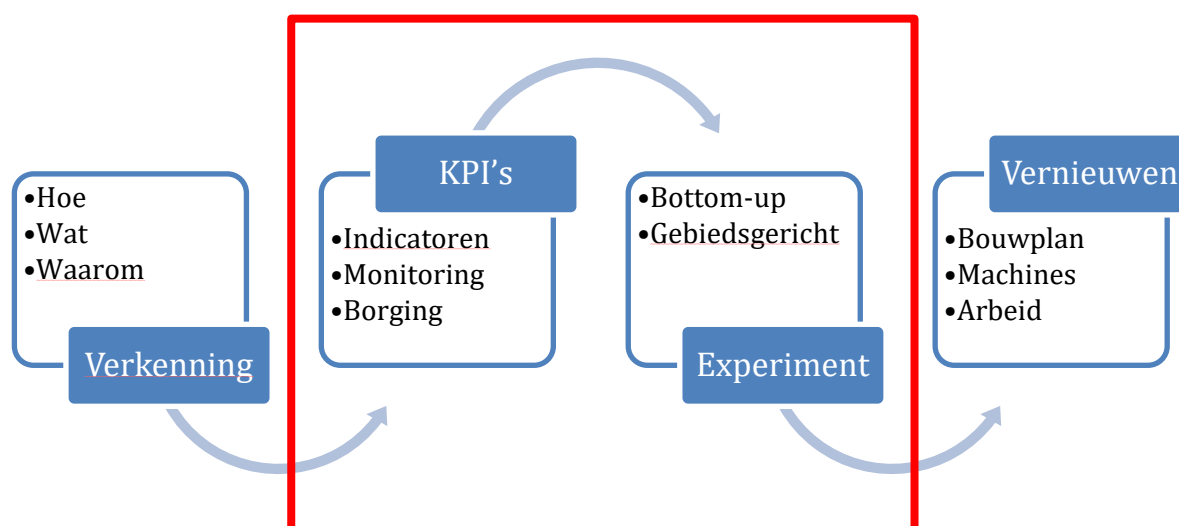 •Hoe
•Wat
•Waarom
Verkenning
KPI’s
•Indicatoren
•Monitoring
•Borging
•Bottom-up
•Gebiedsgericht
Experiment
Vernieuwen
•Bouwplan
•Machines
•Arbeid